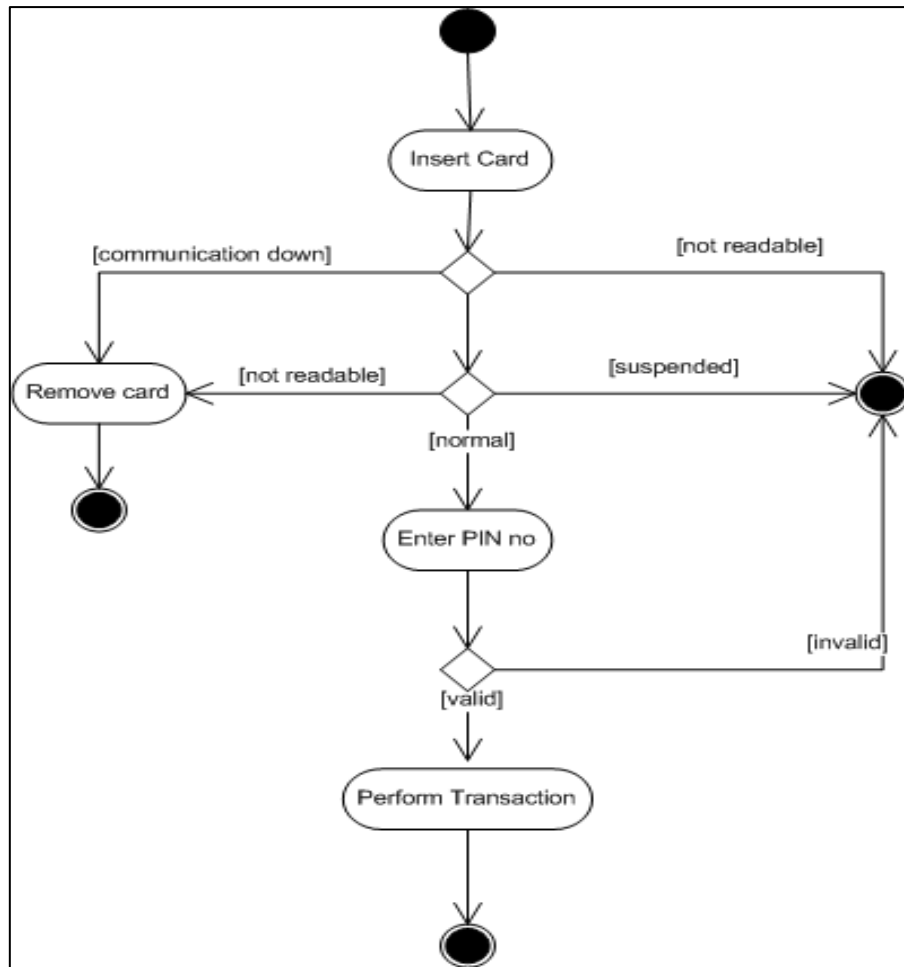 Insert Card
[communication down]
[not readable]
Remove card
[not readable]
[suspended]
[normal]
Enter PIN no
[invalid]
[valid]
Perform Transaction